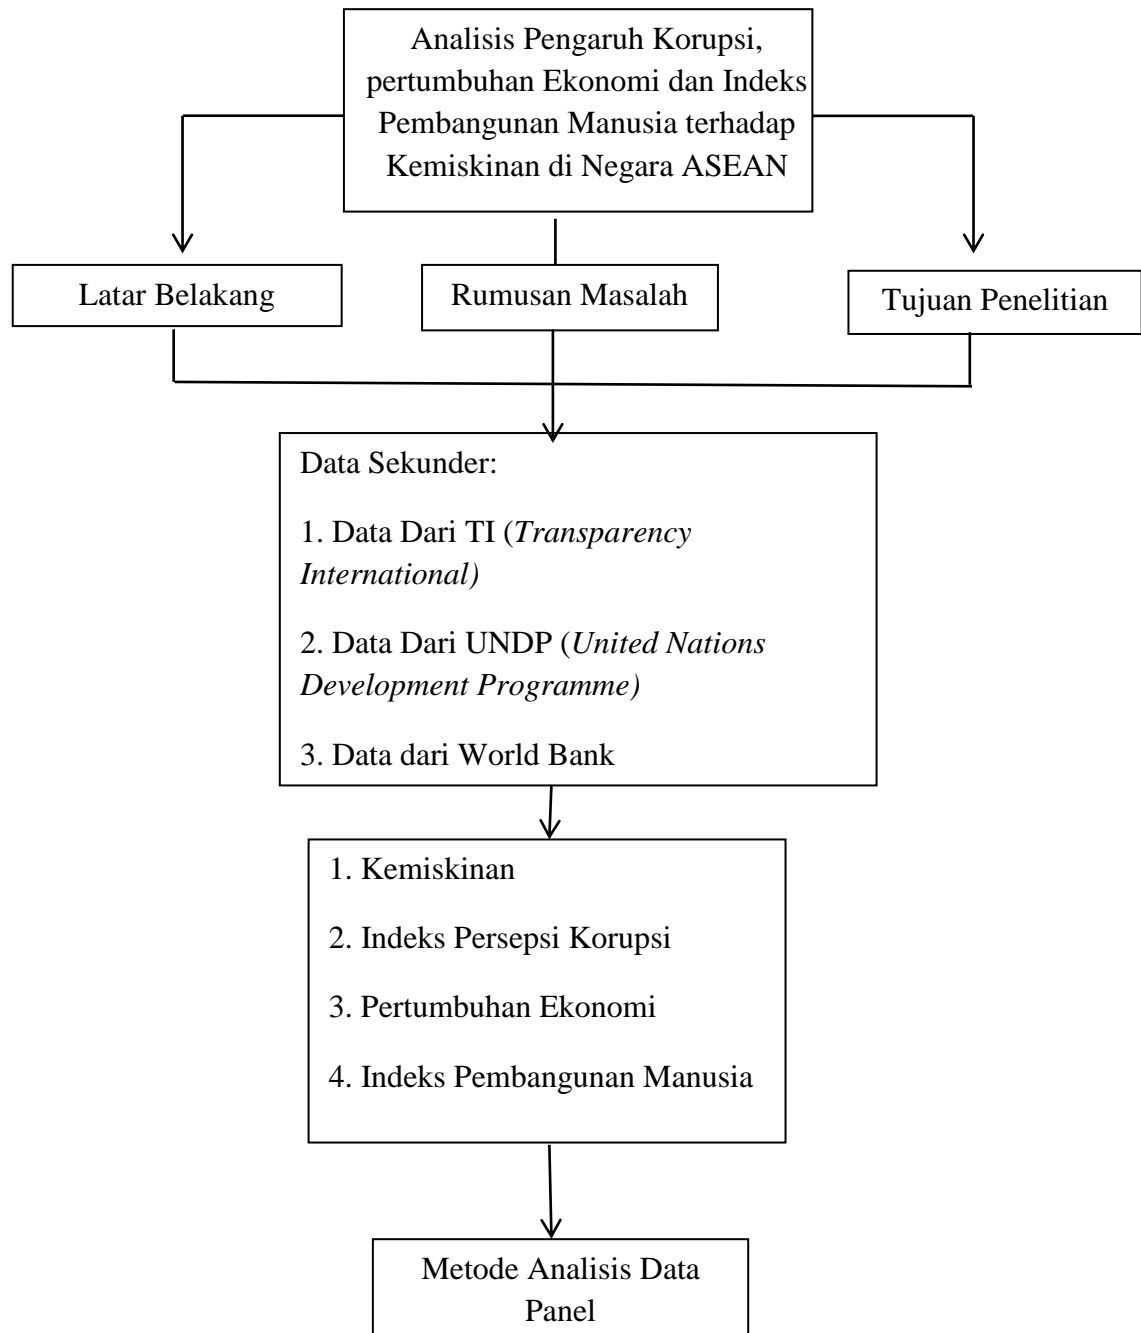 Analisis Pengaruh Korupsi,
pertumbuhan Ekonomi dan Indeks
Pembangunan Manusia terhadap
Kemiskinan di Negara ASEAN
Latar Belakang
Rumusan Masalah
Tujuan Penelitian
Data Sekunder:
1. Data Dari TI (Transparency
International)
2. Data Dari UNDP (United Nations
Development Programme)
3. Data dari World Bank
1. Kemiskinan
2. Indeks Persepsi Korupsi
3. Pertumbuhan Ekonomi
4. Indeks Pembangunan Manusia
Metode Analisis Data
Panel